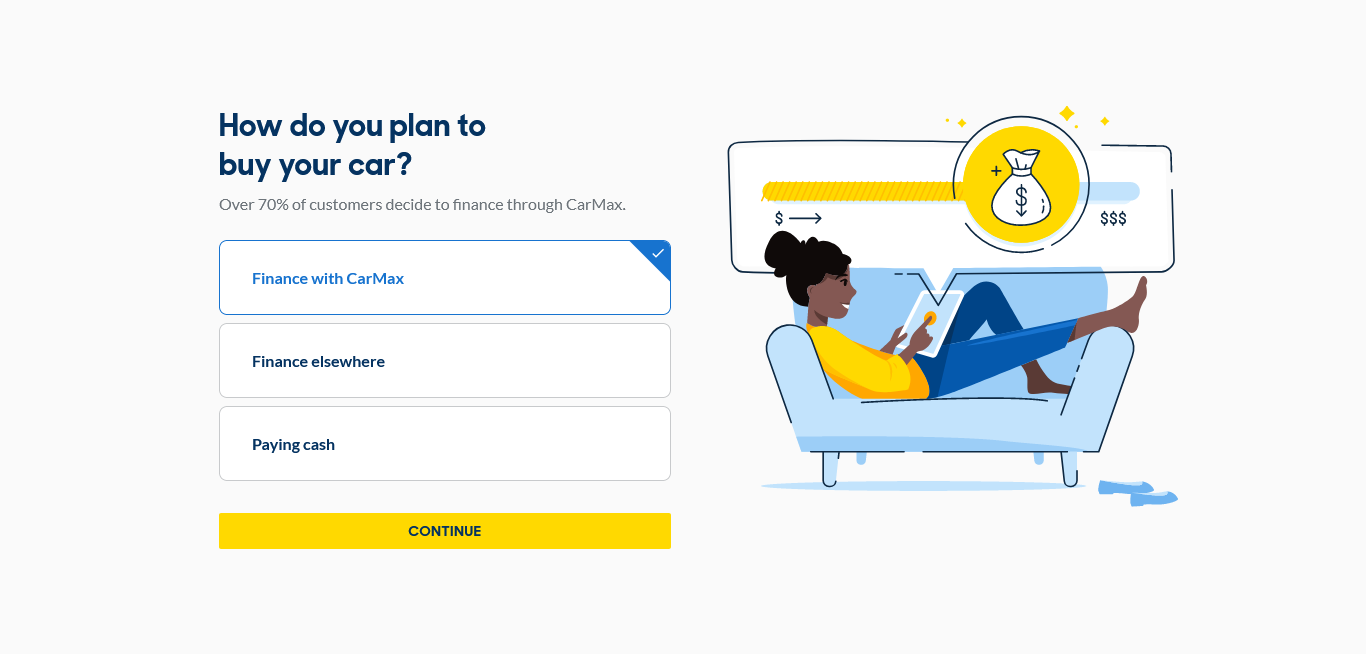 How do you plan to
buy your car?
Over 70% of customers decide to finance through CarMax.
Finance with CarMax
Finance elsewhere
Paying cash
CONTINUE
$
$$$
$